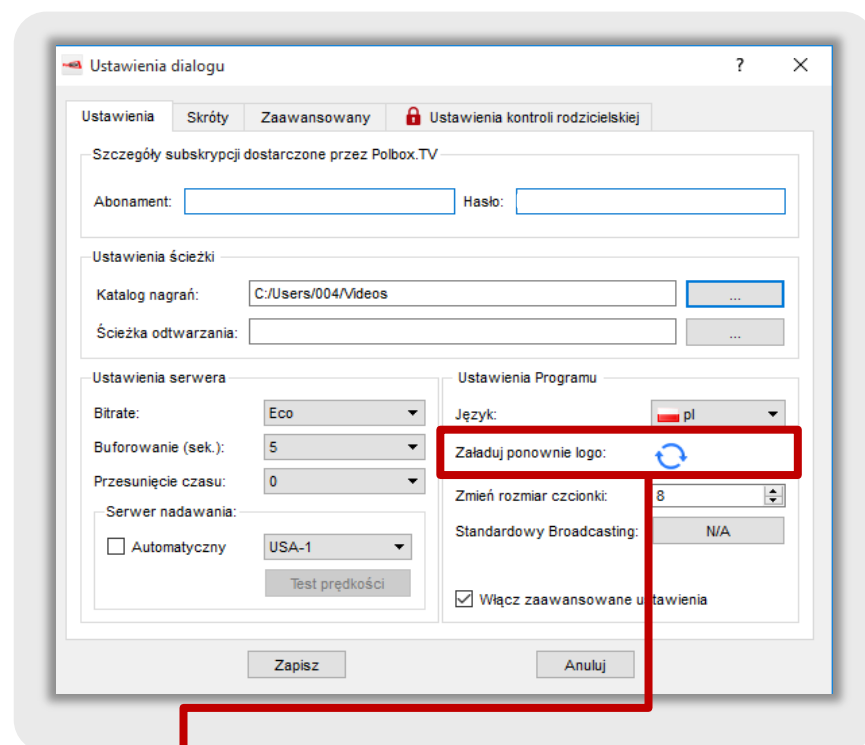 Ustawienia dialogu ?
Ustawienia Skróty Zaawansowany Ustawienia kontroli rodzicielskiej
Szczegóły subskrypcji dostarczone przez Polbox.TV
Abonament: Hasło:
Ustawienia ścieżki
Katalog nagrań: C:/Users/004/Videos ...
Ścieżka odtwarzania: ...
Ustawienia serwera
Bitrate: Eco
Buforowanie (sek.): 5
Przesunięcie czasu: 0
Serwer nadawania:
Automatyczny USA-1
Test prędkości
Ustawienia Programu
Język: pl
Załaduj ponownie logo:
Zmień rozmiar czcionki: 8
Standardowy Broadcasting: N/A
Włącz zaawansowane ustawienia
Zapisz Anuluj